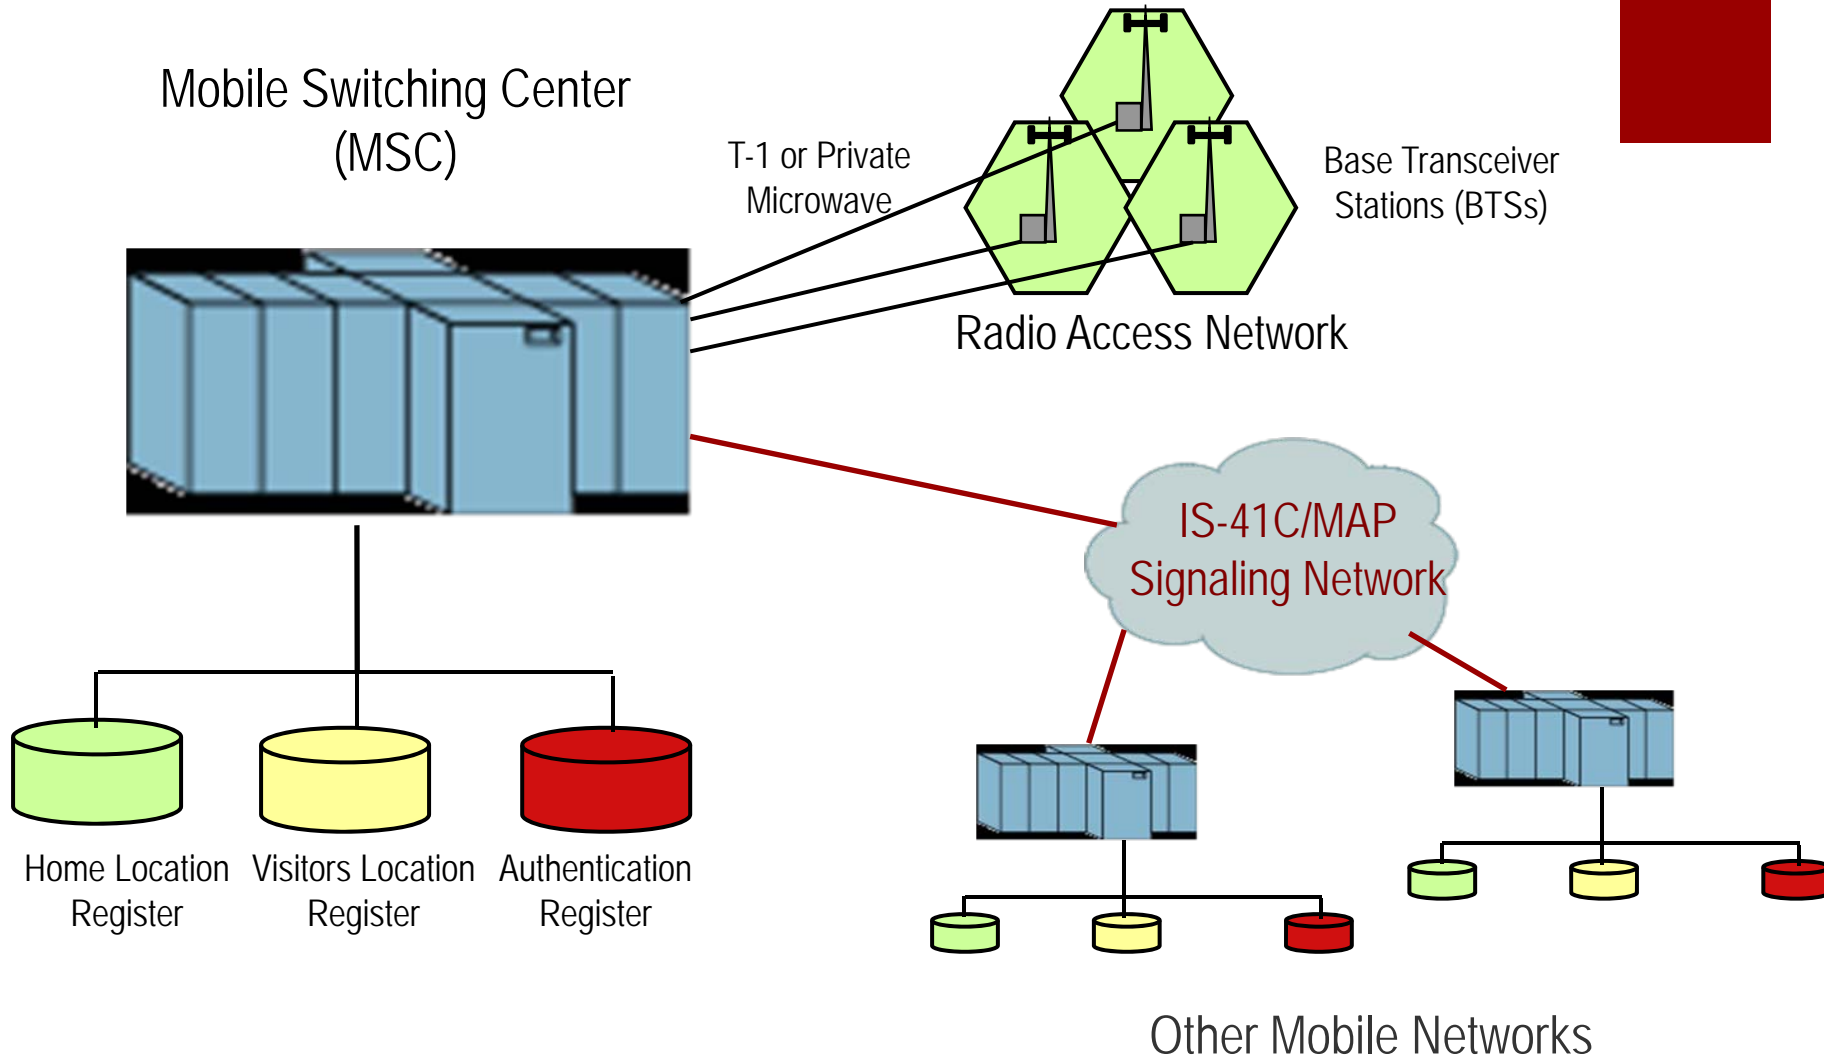 Mobile Switching Center
(MSC)
T-1 or Private
Microwave
Base Transceiver
Stations (BTSs)
Radio Access Network
IS-41C/MAP
Signaling Network
Home Location
Register
Visitors Location
Register
Authentication
Register
Other Mobile Networks